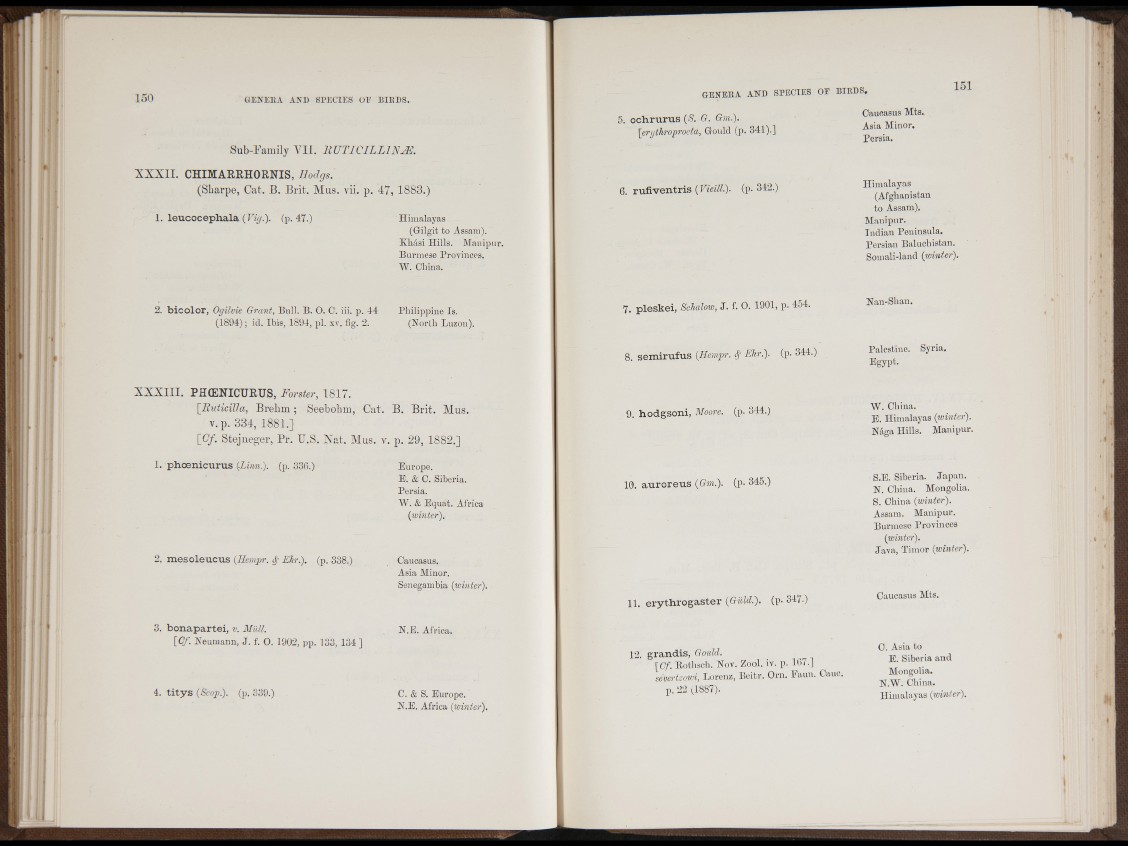 150 GENERA AND SPECIES OF BIRDS.
Sub-Family VII. RUTICILLINÆ.
XXXII. CHIMARRHORNIS, Hodgs.
(Sharpe, Cat. B. Brit. Mus. vii. p. 47, 1883.)
1. leucocephala (Vig.). (p. 47.) Himalayas
(Gilgit to Assam).
Khási Hills. Manipur.
Burmese Provinces.
W. China.
2. bicolor, Ogilvie Grant, Bull. B. O. C. iii. p. 44 Philippine Is.
(1894); id. Ibis, 1894, pl. xv. fig. 2. (North Luzon).
XXXIII. PHŒNICURUS, Forster, 1817.
[Ruticilla, Brehm; Seebohm, Cat. B. Brit. Mus.
v. p. 334, 1881.]
[Cf. Stejneger, Pr. U.S. Nat. Mus. v. p. 29, 1882.]
1. phœnicurus (Linn.). (p. 336.) Europe.
E. & C. Siberia.
Persia.
W. & Equat. Africa
(winter).
2. mesoleucus (Hempr. & Ehr.). (p. 338.) Caucasus.
Asia Minor.
Senegambia (winter).
3. bonapartei, v. Müll. N.E. Africa.
[Cf. Neumann, J. f. O. 1902, pp. 133, 134.]
4. titys (Scop.). (p. 339.) C. & S. Europe.
N.E. Africa (winter).
GENERA AND SPECIES OF BIRDS. 151
5. ochrurus (S. G. Gm.). Caucasus Mts.
[erythroprocta, Gould (p. 341).] Asia Minor.
Persia.
6. rufiventris (Vieill.). (p. 342.) Himalayas
(Afghanistan
to Assam).
Manipur.
Indian Peninsula.
Persian Baluchistan.
Somali-land (winter).
7. pleskei, Schalow, J. f. O. 1901, p. 454. Nan-Shan.
8. semirufus (Hempr. & Ehr.). (p. 344.) Palestine. Syria.
Egypt.
9. hodgsoni, Moore. (p. 344.) W. China.
E. Himalayas (winter).
Nága Hills. Manipur.
10. auroreus (Gm.). (p. 345.) S.E. Siberia. Japan.
N. China. Mongolia.
S. China (winter).
Assam. Manipur.
Burmese Provinces
(winter).
Java, Timor (winter).
11. erythrogaster (Güld.). (p. 347.) Caucasus Mts.
12. grandis, Gould. C. Asia to
[Cf. Rothsch. Nov. Zool. iv. p. 167.] E. Siberia and
severtzowi, Lorenz, Beitr. Orn. Faun. Cauc. Mongolia.
p. 22 (1887). N.W. China.
Himalayas (winter).